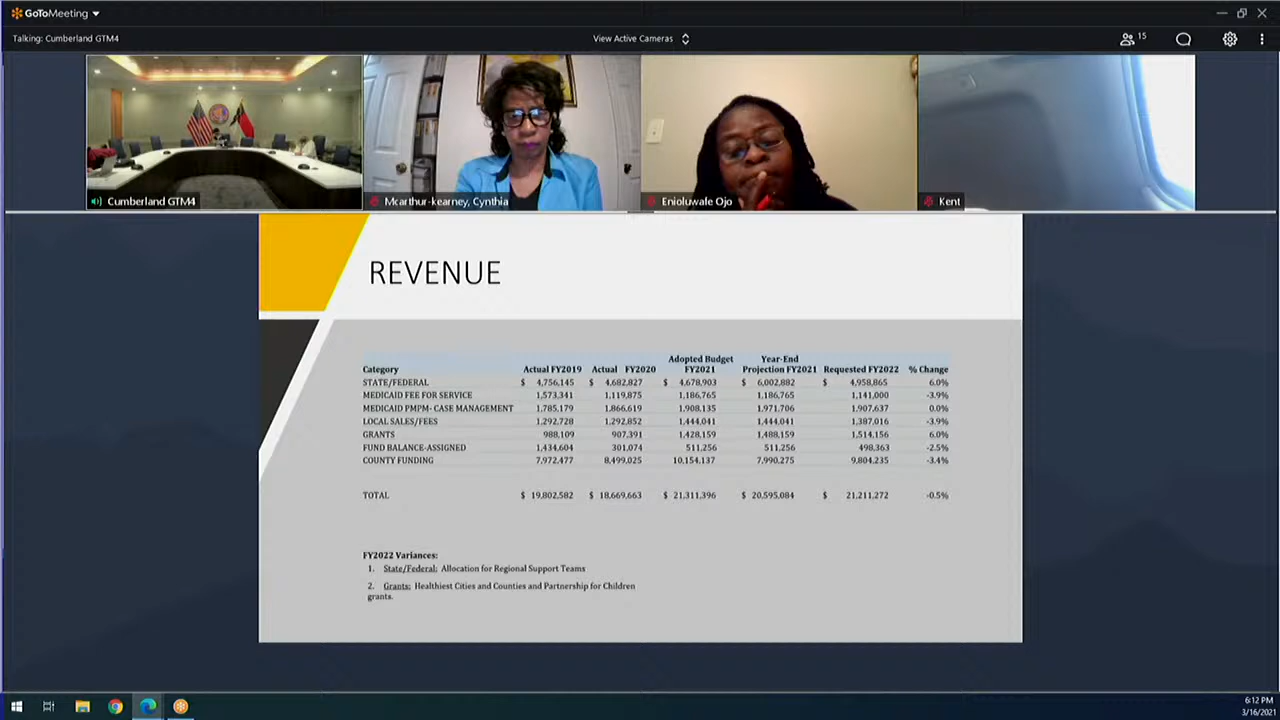 GoToMeeting
Talking: Cumberland GTM4
View Active Cameras
15
Cumberland GTM4
Mcarthur-kearney, Cynthia
Enioluwale Ojo
Kent
REVENUE
Category Actual FY2019 Actual FY2020 Adopted Budget FY2021 Year-End Projection FY2021 Requested FY2022 % Change
STATE/FEDERAL $ 4,756,145 $ 4,682,827 $ 4,678,903 $ 6,002,882 $ 4,958,865 6.0%
MEDICAID FEE FOR SERVICE 1,573,341 1,119,875 1,186,765 1,186,765 1,141,000 -3.9%
MEDICAID PMPM- CASE MANAGEMENT 1,785,179 1,866,619 1,908,135 1,971,706 1,907,637 0.0%
LOCAL SALES/FEES 1,292,728 1,292,852 1,444,041 1,444,041 1,387,016 -3.9%
GRANTS 988,109 907,391 1,428,159 1,488,159 1,514,156 6.0%
FUND BALANCE-ASSIGNED 1,434,604 301,074 511,256 511,256 498,363 -2.5%
COUNTY FUNDING 7,972,477 8,499,025 10,154,137 7,990,275 9,804,235 -3.4%
TOTAL $ 19,802,582 $ 18,669,663 $ 21,311,396 $ 20,595,084 $ 21,211,272 -0.5%
FY2022 Variances:
1. State/Federal: Allocation for Regional Support Teams
2. Grants: Healthiest Cities and Counties and Partnership for Children
grants.
6:12 PM
3/16/2021